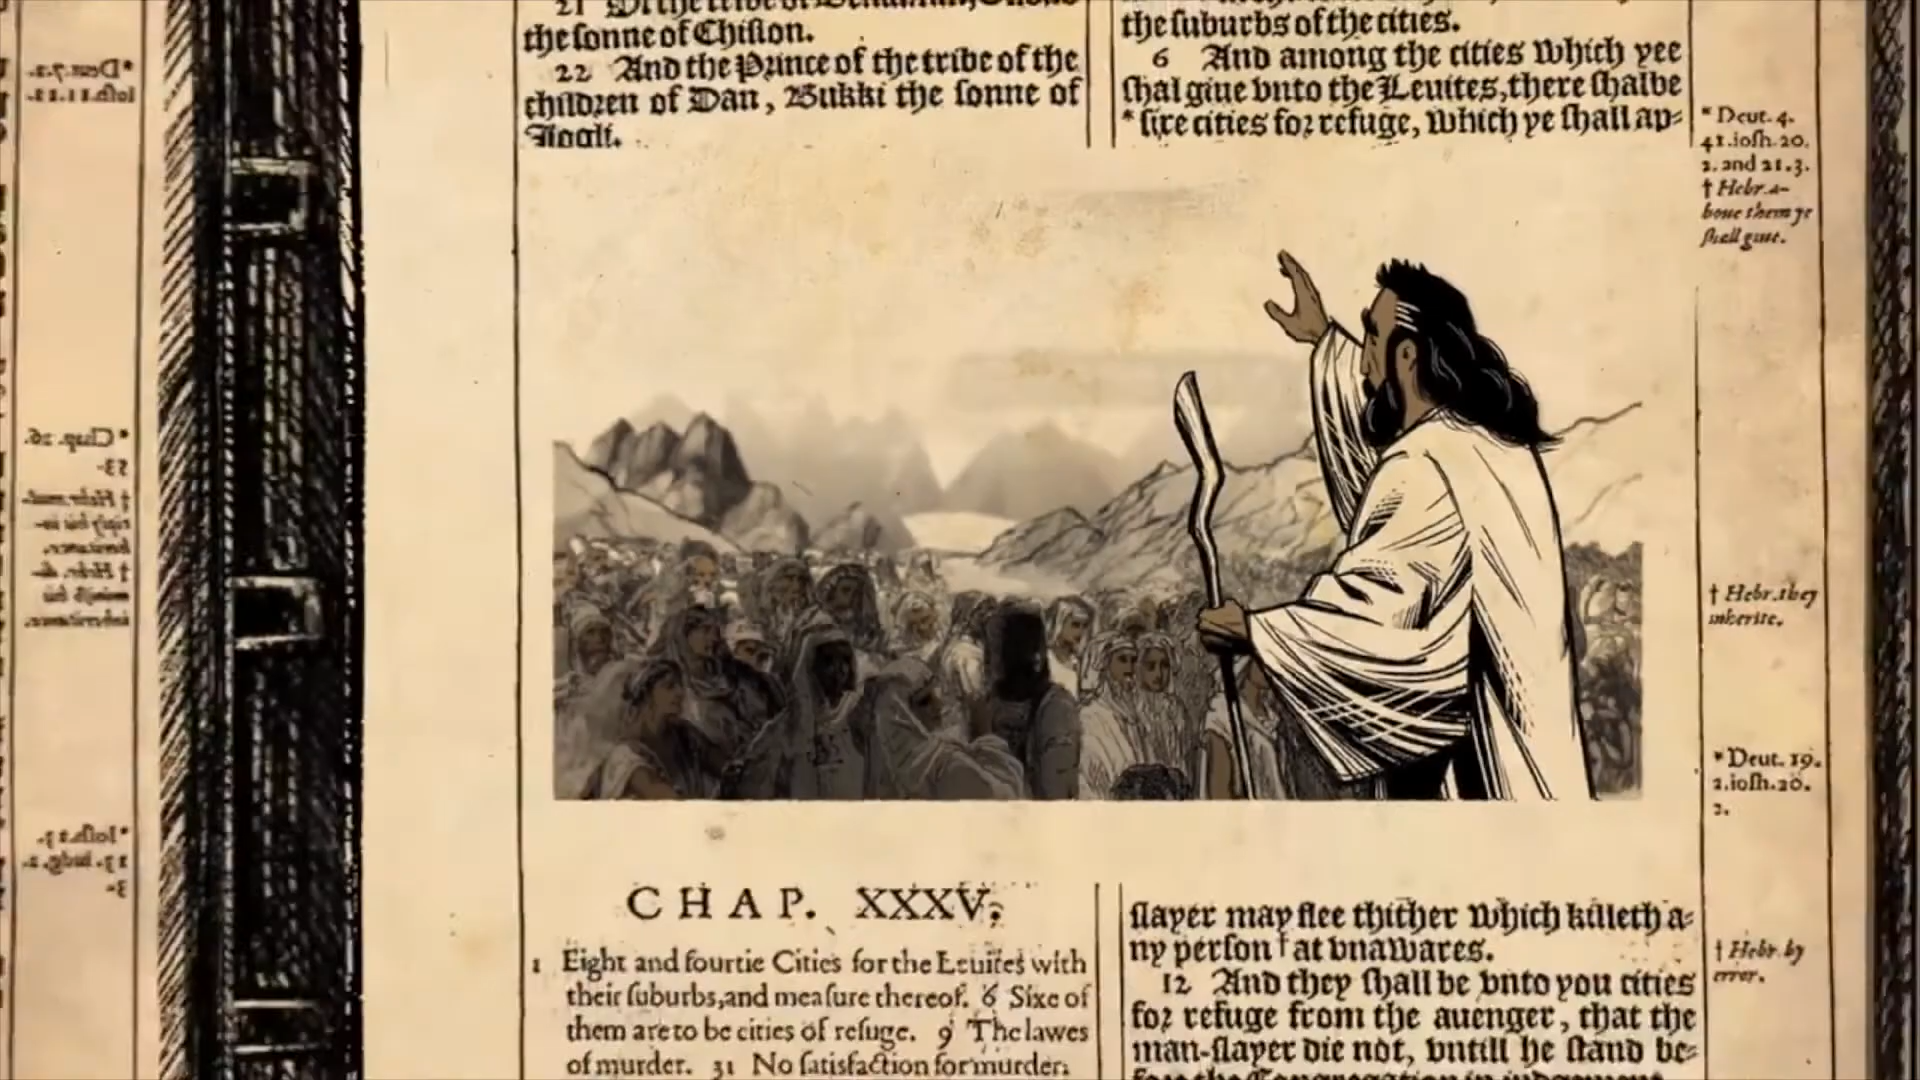 the ſonne of Chiſlon.
22 And the Prince of the tribe of the
children of Dan, Bukki the ſonne of
Iogli.
CHAP. XXXV.
1 Eight and fourtie Cities for the Leuites with
their ſuburbs, and meaſure thereof. 6 Sixe of
them are to be cities of refuge. 9 The lawes
of murder. 31 No ſatisfaction for murder.
the ſuburbs of the cities.
6 And among the cities which yee
ſhal giue vnto the Leuites, there ſhalbe
* ſixe cities for refuge, which ye ſhall ap-
ſlayer may flee thither which killeth a-
ny perſon † at vnawares.
12 And they ſhall be vnto you cities
for refuge from the auenger, that the
man-ſlayer die not, vntill he ſtand be-
fore the Congregation in iudgement.
* Deut. 4.
41. ioſh. 20.
2. and 21.3.
† Hebr. a-
boue them ye
ſhall giue.
† Hebr. they
inherite.
* Deut. 19.
2. ioſh. 20.
2.
† Hebr. by
error.